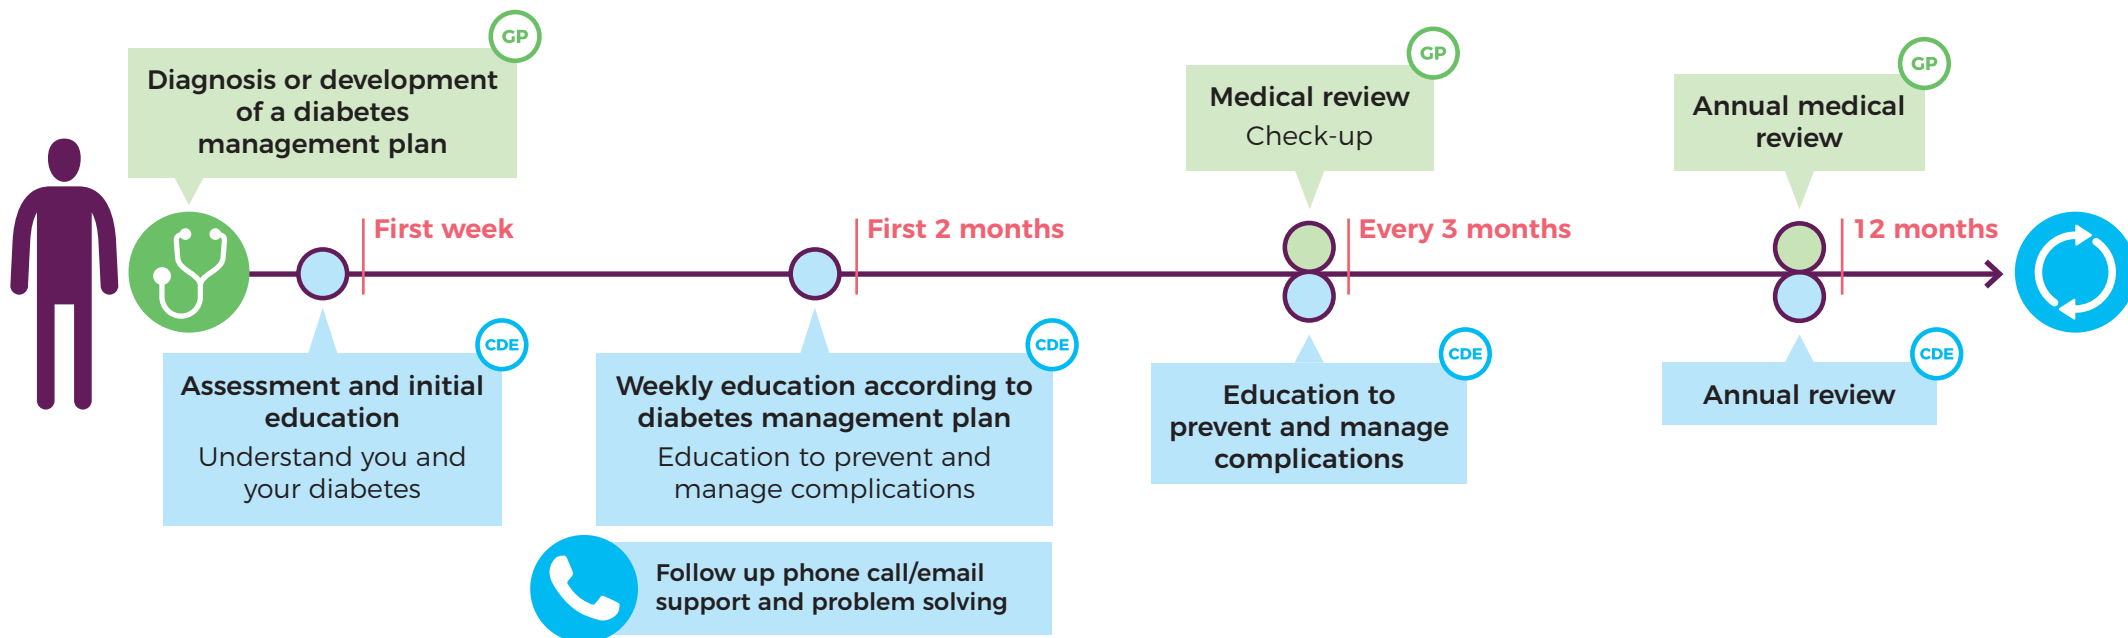 GP
Diagnosis or development
of a diabetes
management plan
GP
Medical review
Check-up
GP
Annual medical
review
First week
First 2 months
Every 3 months
12 months
CDE
Assessment and initial
education
Understand you and
your diabetes
CDE
Weekly education according to
diabetes management plan
Education to prevent and
manage complications
Follow up phone call/email
support and problem solving
CDE
Education to
prevent and manage
complications
CDE
Annual review